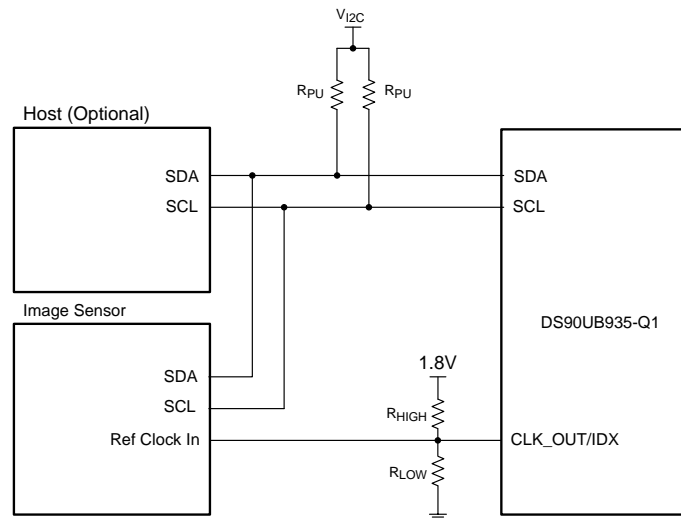 VI2C
RPU
RPU
Host (Optional)
SDA
SCL
SDA
SCL
DS90UB935-Q1
Image Sensor
SDA
SCL
Ref Clock In
1.8V
RHIGH
RLOW
CLK_OUT/IDX